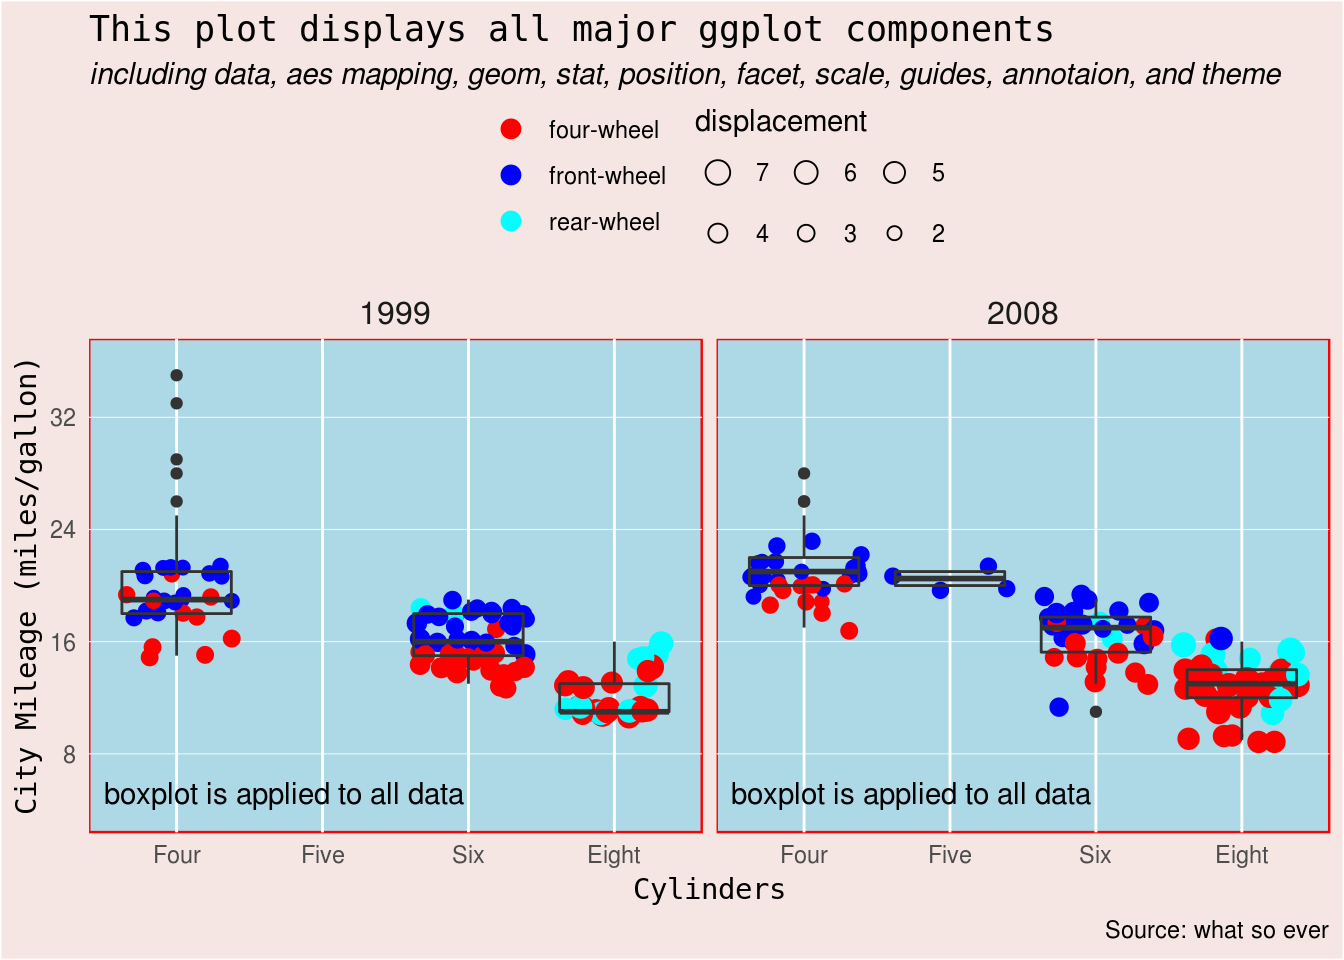 This plot displays all major ggplot components
including data, aes mapping, geom, stat, position, facet, scale, guides, annotaion, and theme
four-wheel
front-wheel
rear-wheel
displacement
7 6 5
4 3 2
1999 2008
City Mileage (miles/gallon)
32
24
16
8
boxplot is applied to all data
boxplot is applied to all data
Four Five Six Eight Four Five Six Eight
Cylinders
Source: what so ever